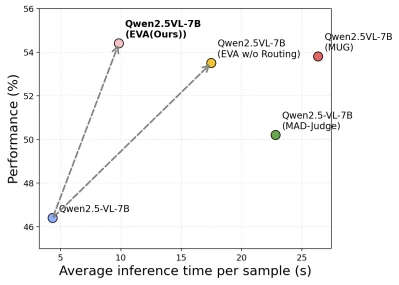 56
54
52
50
48
46
Performance (%)
Qwen2.5VL-7B
(EVA(Ours))
Qwen2.5VL-7B
(EVA w/o Routing)
Qwen2.5VL-7B
(MUG)
Qwen2.5-VL-7B
(MAD-Judge)
Qwen2.5-VL-7B
5 10 15 20 25
Average inference time per sample (s)